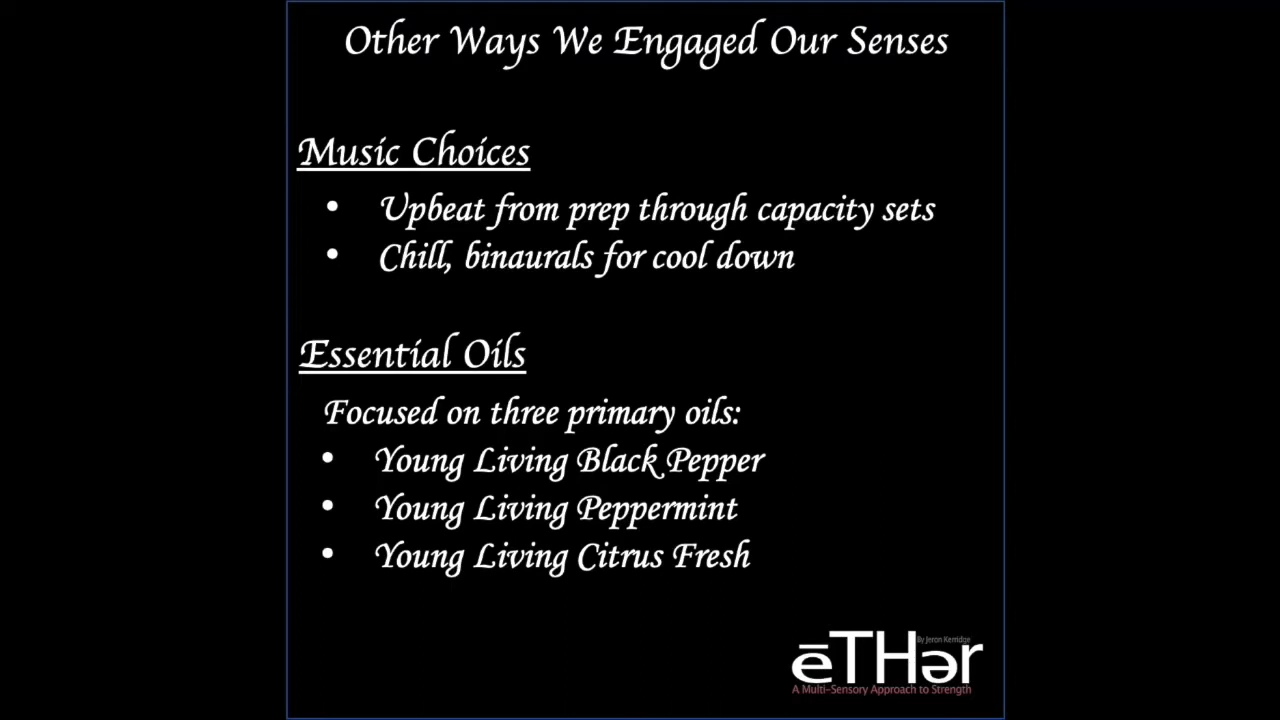 Other Ways We Engaged Our Senses
Music Choices
• Upbeat from prep through capacity sets
• Chill, binaurals for cool down
Essential Oils
Focused on three primary oils:
• Young Living Black Pepper
• Young Living Peppermint
• Young Living Citrus Fresh
By Jeron Kerridge
ēTHər
A Multi-Sensory Approach to Strength